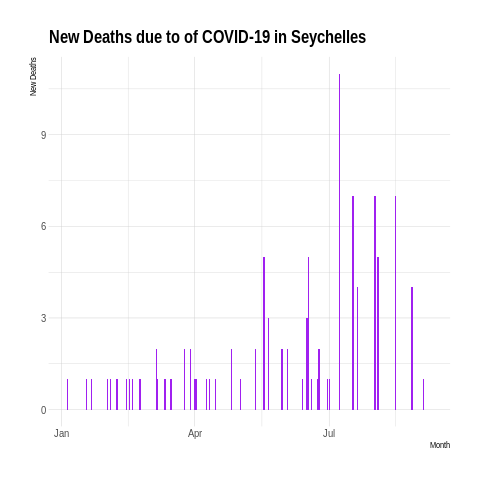 New Deaths due to of COVID-19 in Seychelles
New Deaths
9
6
3
0
Jan Apr Jul
Month